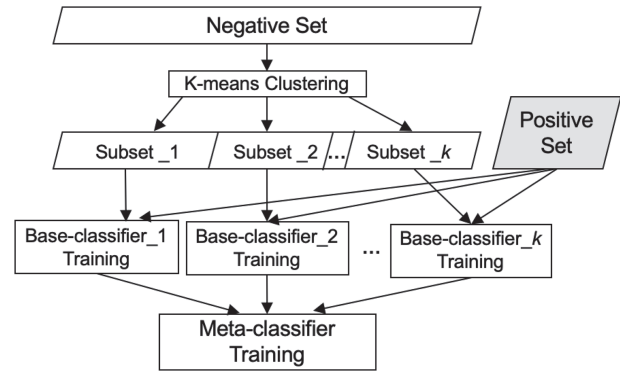 Negative Set
K-means Clustering
Positive
Set
Subset _1
Subset _2
...
Subset _k
Base-classifier_1
Training
Base-classifier_2
Training
...
Base-classifier_k
Training
Meta-classifier
Training